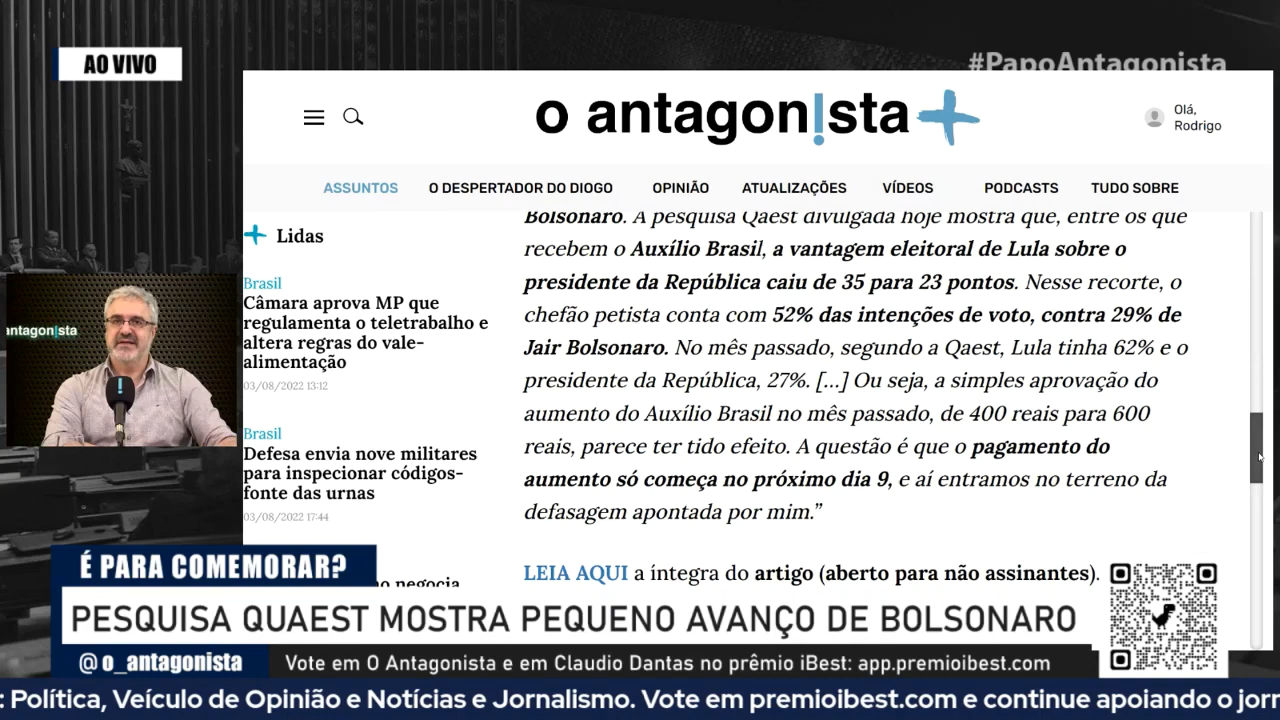 AO VIVO
#PapoAntagonista
o antagon!sta+
Olá,
Rodrigo
ASSUNTOS
O DESPERTADOR DO DIOGO
OPINIÃO
ATUALIZAÇÕES
VÍDEOS
PODCASTS
TUDO SOBRE
+ Lidas
Brasil
Câmara aprova MP que
regulamenta o teletrabalho e
altera regras do vale-
alimentação
03/08/2022 13:12
Brasil
Defesa envia nove militares
para inspecionar códigos-
fonte das urnas
03/08/2022 17:44
negocia
Bolsonaro. A pesquisa Qaest divulgada hoje mostra que, entre os que
recebem o Auxílio Brasil, a vantagem eleitoral de Lula sobre o
presidente da República caiu de 35 para 23 pontos. Nesse recorte, o
chefão petista conta com 52% das intenções de voto, contra 29% de
Jair Bolsonaro. No mês passado, segundo a Qaest, Lula tinha 62% e o
presidente da República, 27%. [...] Ou seja, a simples aprovação do
aumento do Auxílio Brasil no mês passado, de 400 reais para 600
reais, parece ter tido efeito. A questão é que o pagamento do
aumento só começa no próximo dia 9, e aí entramos no terreno da
defasagem apontada por mim.”
LEIA AQUI a íntegra do artigo (aberto para não assinantes).
antagon!sta
É PARA COMEMORAR?
PESQUISA QUAEST MOSTRA PEQUENO AVANÇO DE BOLSONARO
@o_antagonista
Vote em O Antagonista e em Claudio Dantas no prêmio iBest: app.premioibest.com
: Política, Veículo de Opinião e Notícias e Jornalismo. Vote em premioibest.com e continue apoiando o jorn